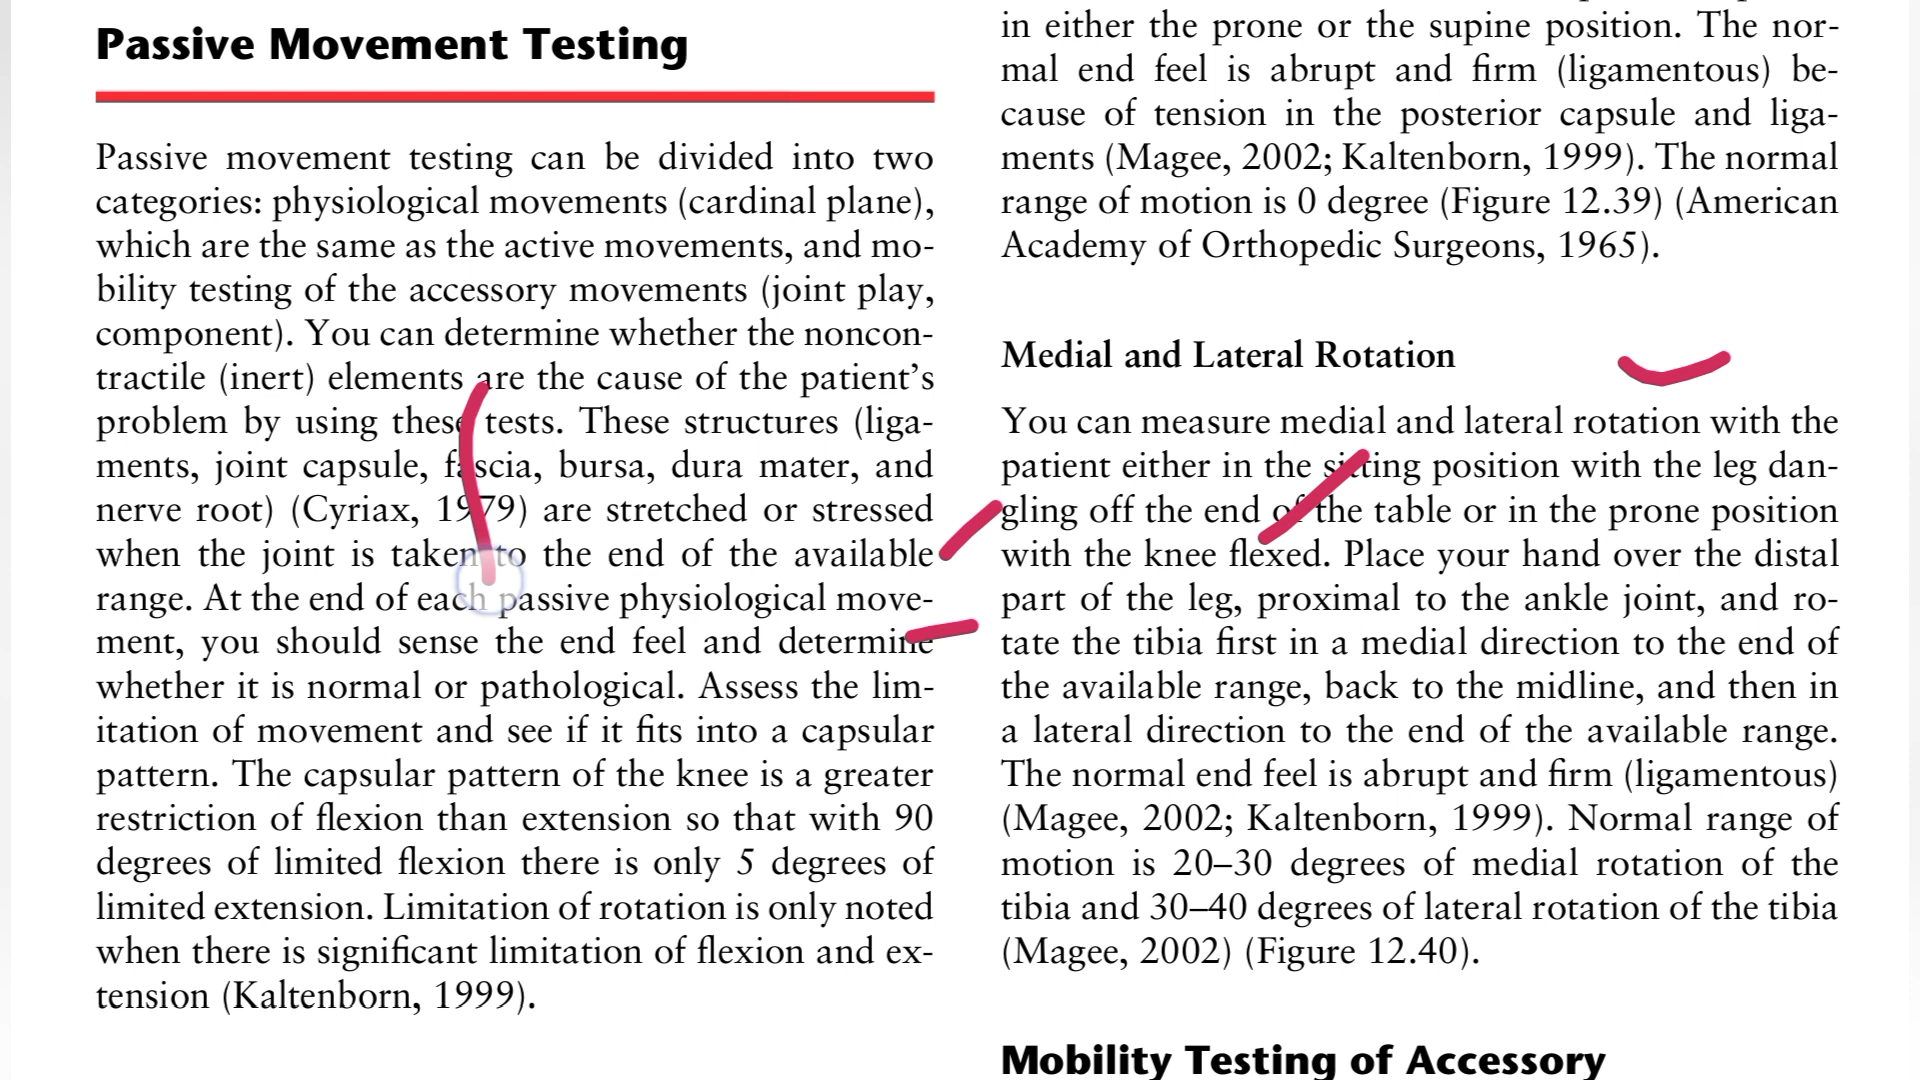 Passive Movement Testing
Passive movement testing can be divided into two
categories: physiological movements (cardinal plane),
which are the same as the active movements, and mo-
bility testing of the accessory movements (joint play,
component). You can determine whether the noncon-
tractile (inert) elements are the cause of the patient's
problem by using these tests. These structures (liga-
ments, joint capsule, fascia, bursa, dura mater, and
nerve root) (Cyriax, 1979) are stretched or stressed
when the joint is taken to the end of the available
range. At the end of each passive physiological move-
ment, you should sense the end feel and determine
whether it is normal or pathological. Assess the lim-
itation of movement and see if it fits into a capsular
pattern. The capsular pattern of the knee is a greater
restriction of flexion than extension so that with 90
degrees of limited flexion there is only 5 degrees of
limited extension. Limitation of rotation is only noted
when there is significant limitation of flexion and ex-
tension (Kaltenborn, 1999).
in either the prone or the supine position. The nor-
mal end feel is abrupt and firm (ligamentous) be-
cause of tension in the posterior capsule and liga-
ments (Magee, 2002; Kaltenborn, 1999). The normal
range of motion is 0 degree (Figure 12.39) (American
Academy of Orthopedic Surgeons, 1965).
Medial and Lateral Rotation
You can measure medial and lateral rotation with the
patient either in the sitting position with the leg dan-
gling off the end of the table or in the prone position
with the knee flexed. Place your hand over the distal
part of the leg, proximal to the ankle joint, and ro-
tate the tibia first in a medial direction to the end of
the available range, back to the midline, and then in
a lateral direction to the end of the available range.
The normal end feel is abrupt and firm (ligamentous)
(Magee, 2002; Kaltenborn, 1999). Normal range of
motion is 20–30 degrees of medial rotation of the
tibia and 30–40 degrees of lateral rotation of the tibia
(Magee, 2002) (Figure 12.40).
Mobility Testing of Accessory